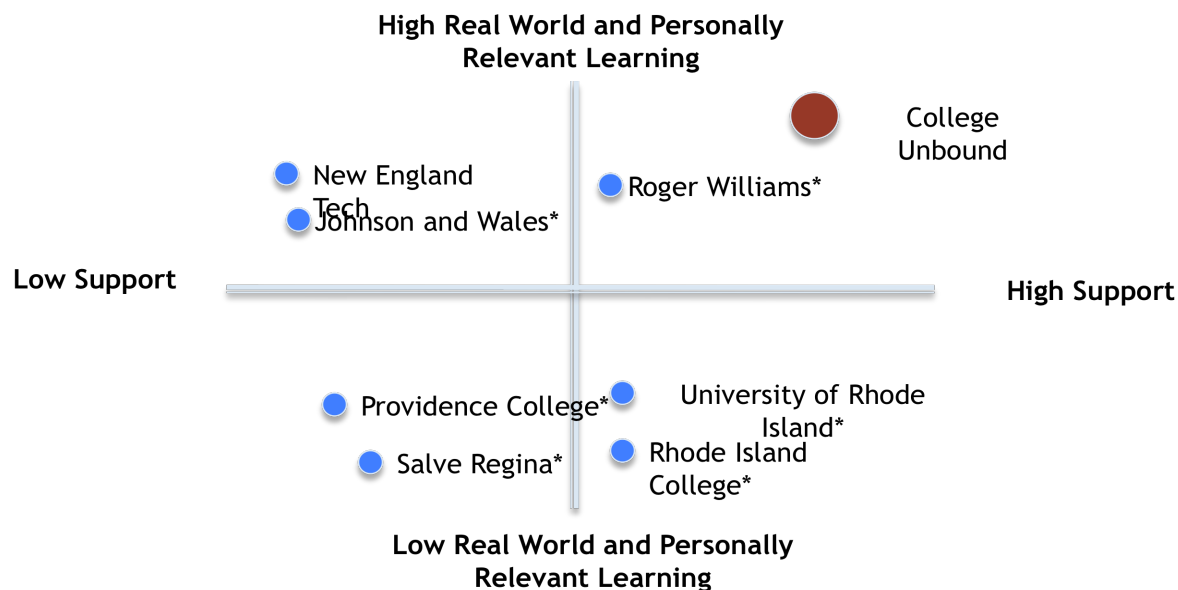 High Real World and Personally
Relevant Learning
College
Unbound
New England
Tech
Roger Williams*
Johnson and Wales*
Low Support
High Support
Providence College*
University of Rhode
Island*
Salve Regina*
Rhode Island
College*
Low Real World and Personally
Relevant Learning